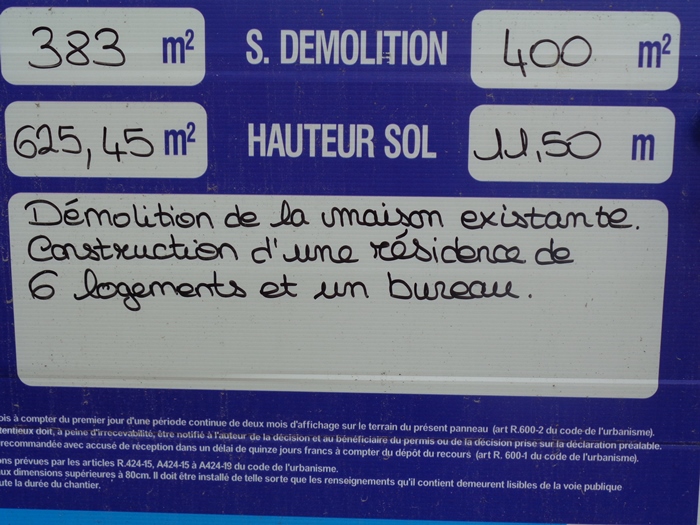 383 m² S. DEMOLITION 400 m²
625,45 m² HAUTEUR SOL 11,50 m
Démolition de la maison existante.
Construction d'une résidence de
6 logements et un bureau.
ois à compter du premier jour d'une période continue de deux mois d'affichage sur le terrain du présent panneau (art R.600-2 du code de l'urbanisme).
tentieux doit, à peine d'irrecevabilité, être notifié à l'auteur de la décision et au bénéficiaire du permis ou de la décision prise sur la déclaration préalable.
recommandée avec accusé de réception dans un délai de quinze jours francs à compter du dépôt du recours (art R. 600-1 du code de l'urbanisme).
ns prévues par les articles R.424-15, A424-15 à A424-19 du code de l'urbanisme.
ux dimensions supérieures à 80cm. Il doit être installé de telle sorte que les renseignements qu'il contient demeurent lisibles de la voie publique
ute la durée du chantier.